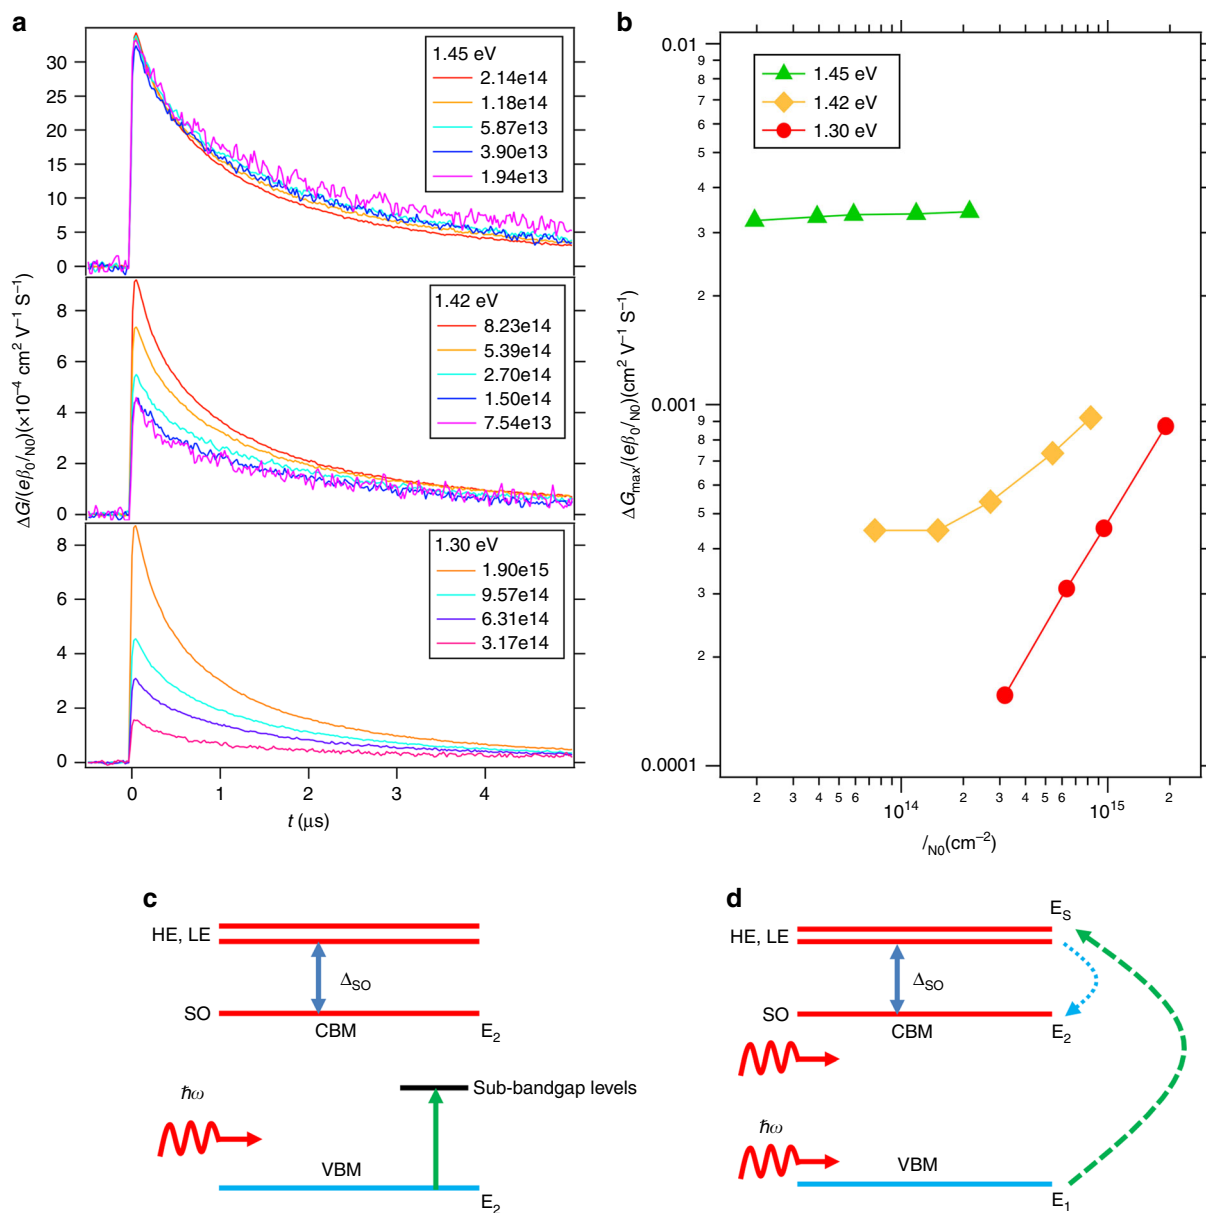 a
1.45 eV
2.14e14
1.18e14
5.87e13
3.90e13
1.94e13
30
25
20
15
10
5
0
1.42 eV
8.23e14
5.39e14
2.70e14
1.50e14
7.54e13
8
6
4
2
0
1.30 eV
1.90e15
9.57e14
6.31e14
3.17e14
8
6
4
2
0
ΔG/(eβ0/N0)(×10−4 cm2 V−1 S−1)
0 1 2 3 4
t (μs)
b
1.45 eV
1.42 eV
1.30 eV
0.01
9
8
7
6
5
4
3
2
0.001
9
8
7
6
5
4
3
2
0.0001
ΔGmax/(eβ0/N0)(cm2 V−1 S−1)
2 3 4 5 6 10^14 2 3 4 5 6 10^15 2
/N0(cm−2)
c
HE, LE
ΔSO
SO
CBM
E2
Sub-bandgap levels
ℏω
VBM
E2
d
ES
HE, LE
ΔSO
SO
CBM
E2
ℏω
VBM
E1